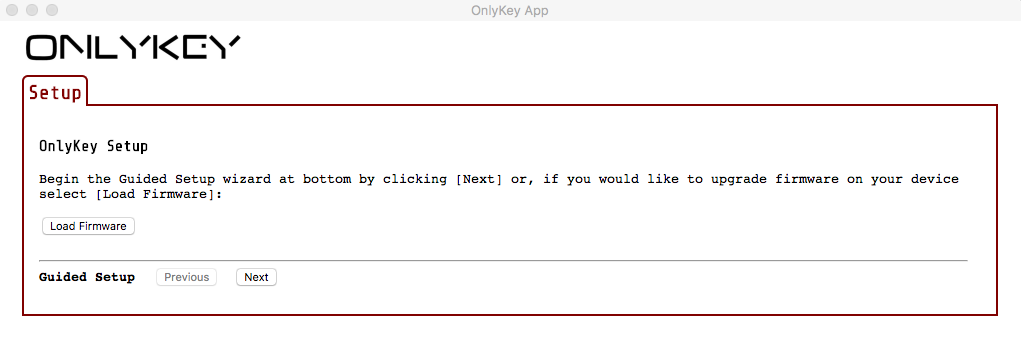 OnlyKey App
ONLYKEY
Setup
OnlyKey Setup
Begin the Guided Setup wizard at bottom by clicking [Next] or, if you would like to upgrade firmware on your device
select [Load Firmware]:
Load Firmware
Guided Setup Previous Next